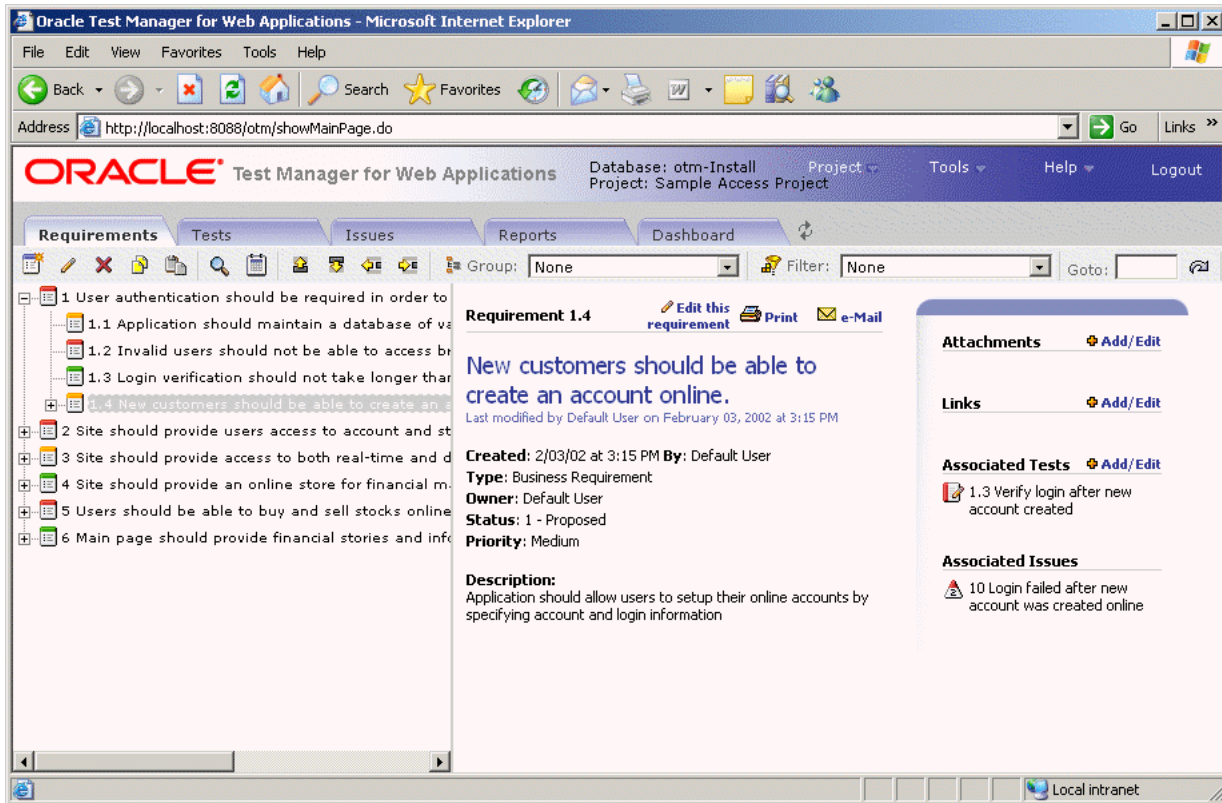 Oracle Test Manager for Web Applications - Microsoft Internet Explorer
File Edit View Favorites Tools Help
Back Search Favorites
Address http://localhost:8088/otm/showMainPage.do Go Links »
ORACLE Test Manager for Web Applications
Database: otm-Install
Project: Sample Access Project
Project Tools Help Logout
Requirements Tests Issues Reports Dashboard
Group: None Filter: None Goto:
1 User authentication should be required in order to
1.1 Application should maintain a database of va
1.2 Invalid users should not be able to access br
1.3 Login verification should not take longer than
1.4 New customers should be able to create an a
2 Site should provide users access to account and st
3 Site should provide access to both real-time and d
4 Site should provide an online store for financial m
5 Users should be able to buy and sell stocks online
6 Main page should provide financial stories and info
Requirement 1.4
Edit this
requirement
Print
e-Mail
New customers should be able to
create an account online.
Last modified by Default User on February 03, 2002 at 3:15 PM
Created: 2/03/02 at 3:15 PM By: Default User
Type: Business Requirement
Owner: Default User
Status: 1 - Proposed
Priority: Medium
Description:
Application should allow users to setup their online accounts by
specifying account and login information
Attachments Add/Edit
Links Add/Edit
Associated Tests Add/Edit
1.3 Verify login after new
account created
Associated Issues
2
10 Login failed after new
account was created online
Local intranet